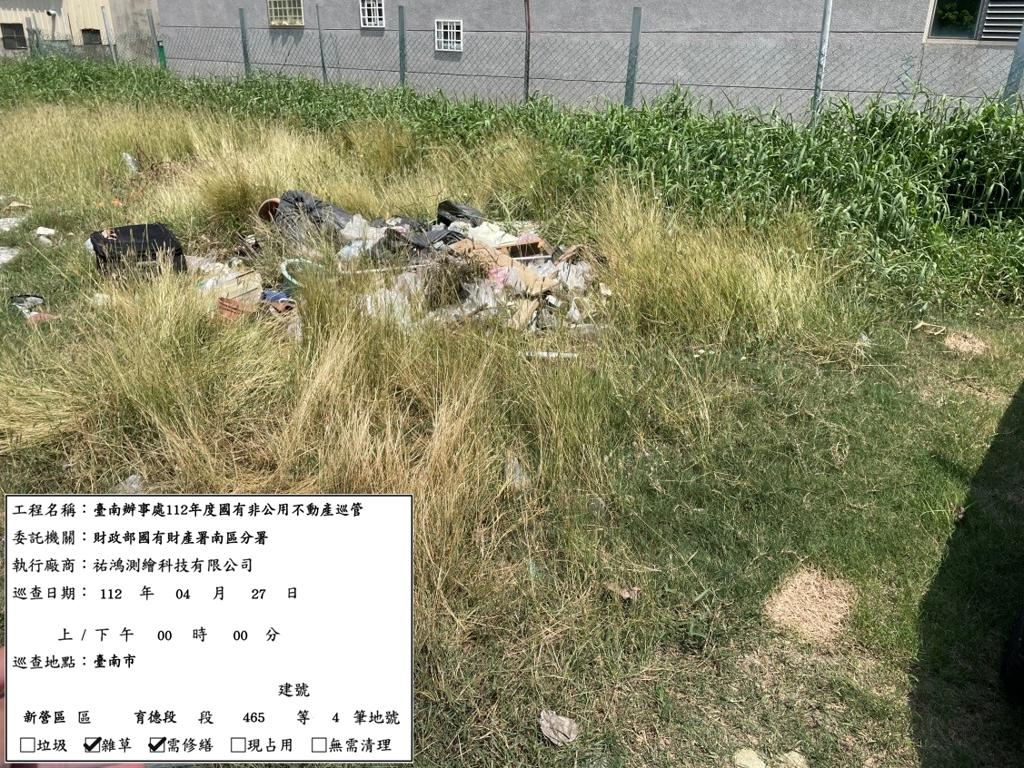 工程名稱：臺南辦事處112年度國有非公用不動產巡管
委託機關：財政部國有財產署南區分署
執行廠商：祐鴻測繪科技有限公司
巡查日期： 112 年 04 月 27 日
上 / 下 午 00 時 00 分
巡查地點：臺南市
建號
新營區 區 育德段 段 465 等 4 筆地號
☐垃圾 ☑雜草 ☑需修繕 ☐現占用 ☐無需清理